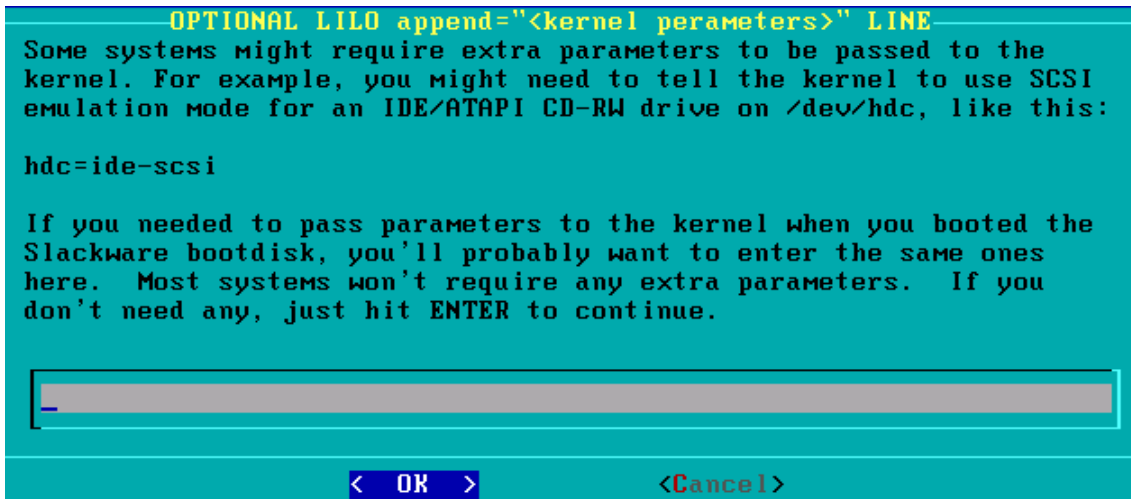 OPTIONAL LILO append="<kernel perameters>" LINE
Some systems might require extra parameters to be passed to the
kernel. For example, you might need to tell the kernel to use SCSI
emulation mode for an IDE/ATAPI CD-RW drive on /dev/hdc, like this:
hdc=ide-scsi
If you needed to pass parameters to the kernel when you booted the
Slackware bootdisk, you'll probably want to enter the same ones
here.  Most systems won't require any extra parameters.  If you
don't need any, just hit ENTER to continue.
<  OK  > <Cancel>